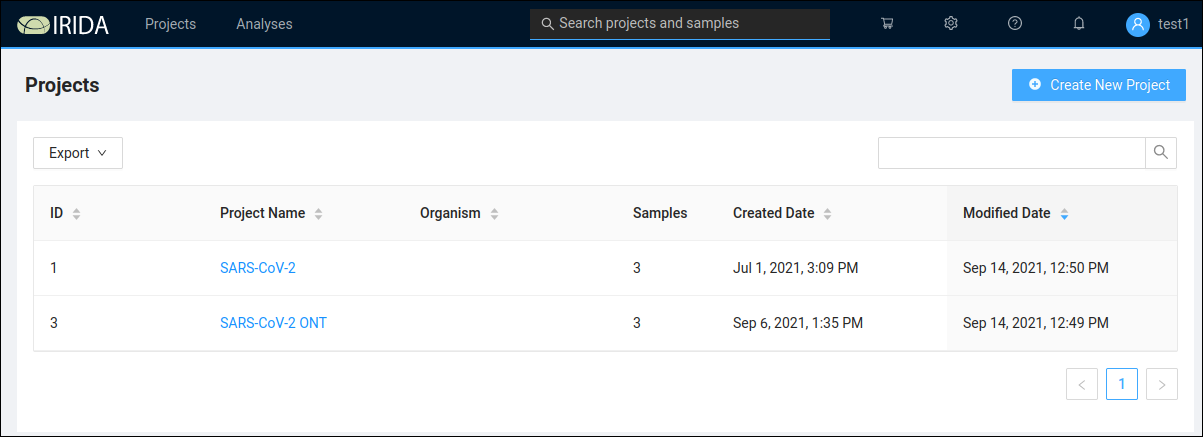 IRIDA Projects Analyses Search projects and samples test1
Projects Create New Project
Export
ID Project Name Organism Samples Created Date Modified Date
1 SARS-CoV-2 3 Jul 1, 2021, 3:09 PM Sep 14, 2021, 12:50 PM
3 SARS-CoV-2 ONT 3 Sep 6, 2021, 1:35 PM Sep 14, 2021, 12:49 PM
< 1 >